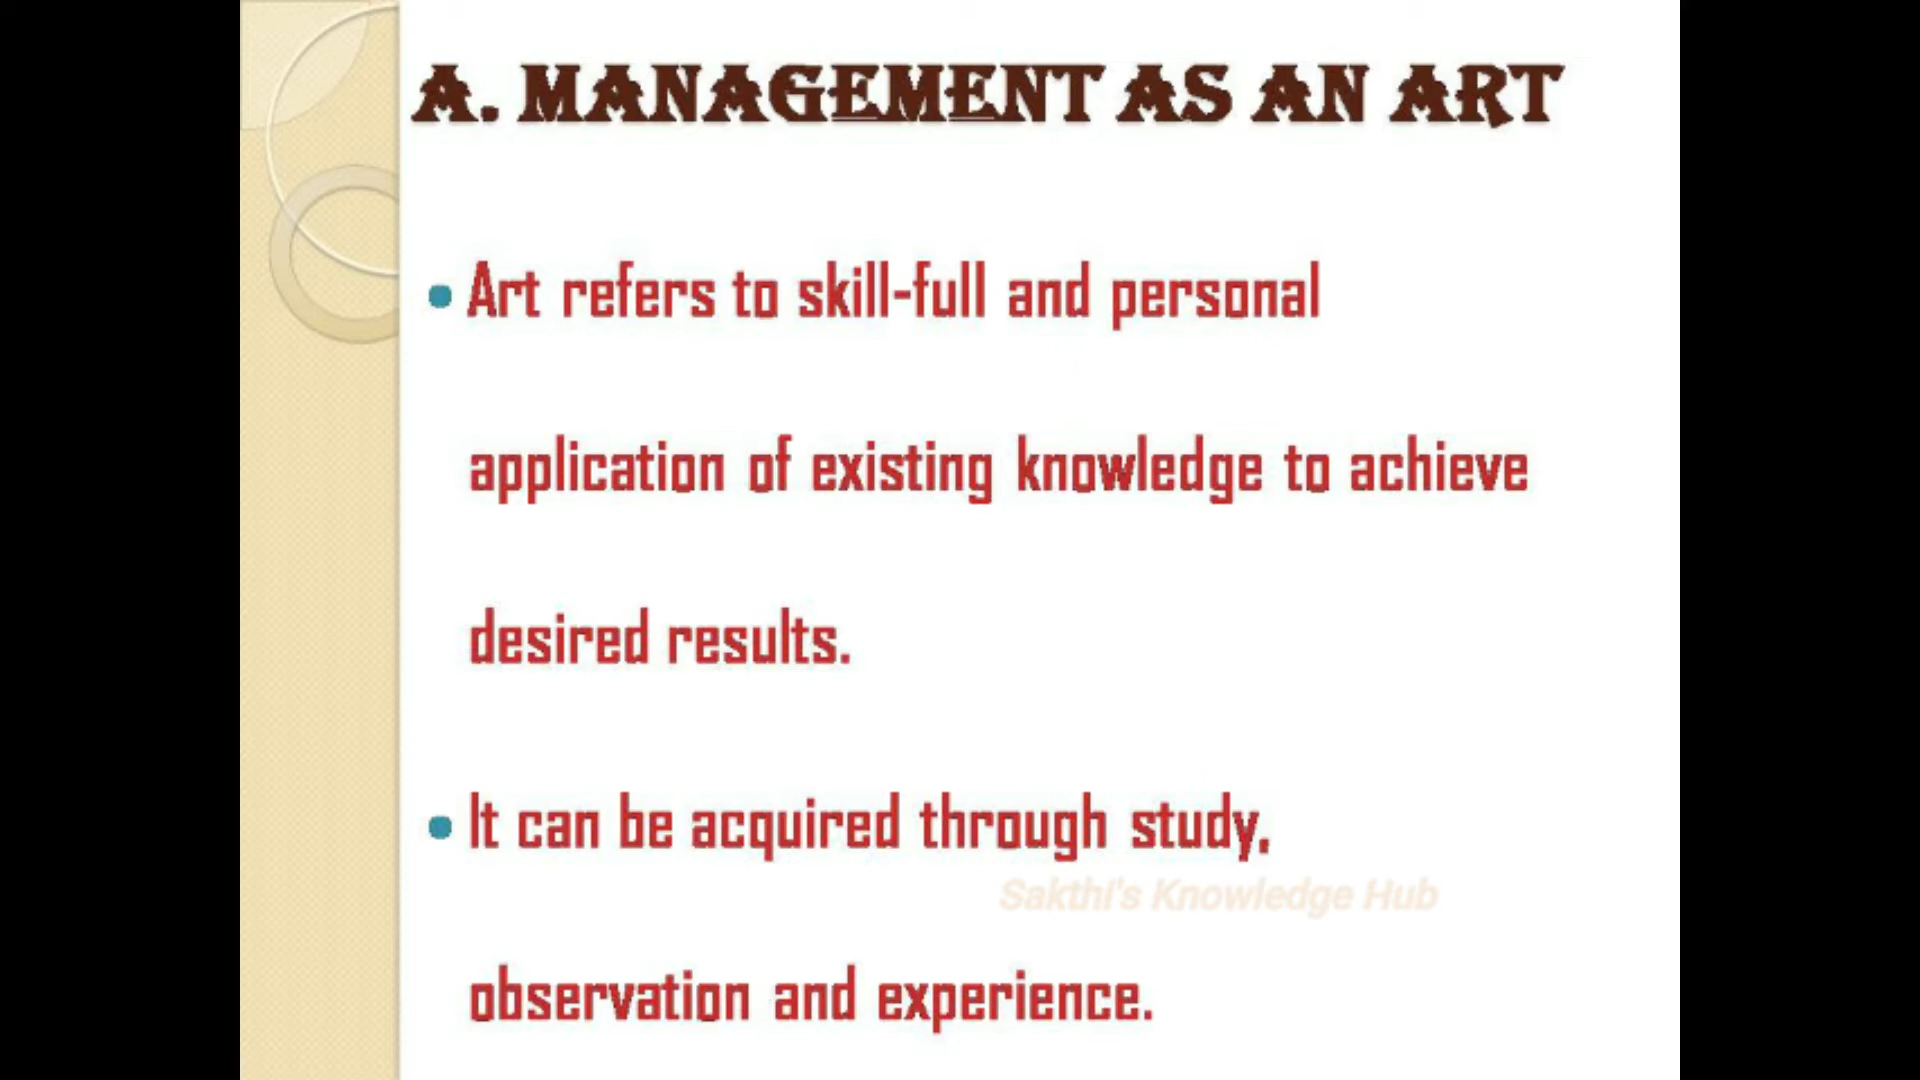 A. MANAGEMENT AS AN ART
• Art refers to skill-full and personal
application of existing knowledge to achieve
desired results.
• It can be acquired through study,
Sakthi's Knowledge Hub
observation and experience.